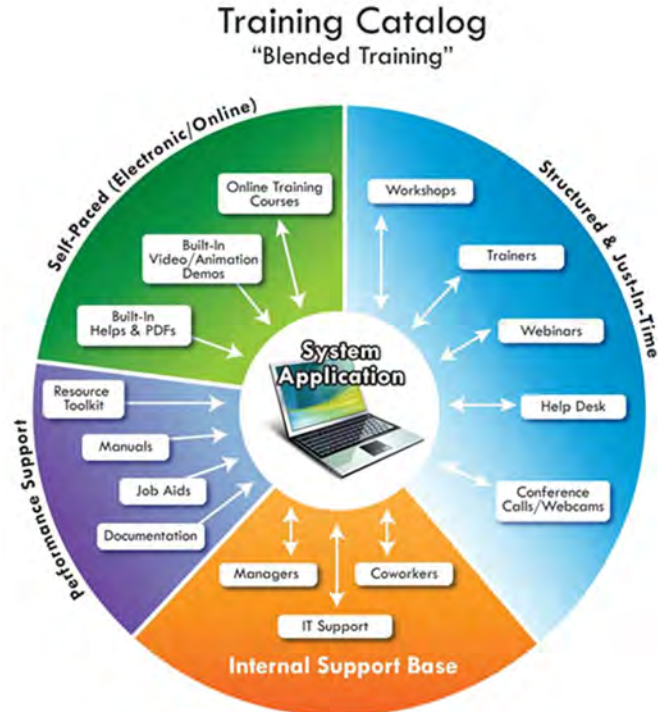 Training Catalog
“Blended Training”
Self-Paced (Electronic/Online)
Online Training
Courses
Built-In
Video/Animation
Demos
Built-In
Helps & PDFs
Structured & Just-In-Time
Workshops
Trainers
Webinars
Help Desk
Conference
Calls/Webcams
System
Application
Performance Support
Resource
Toolkit
Manuals
Job Aids
Documentation
Managers
Coworkers
IT Support
Internal Support Base